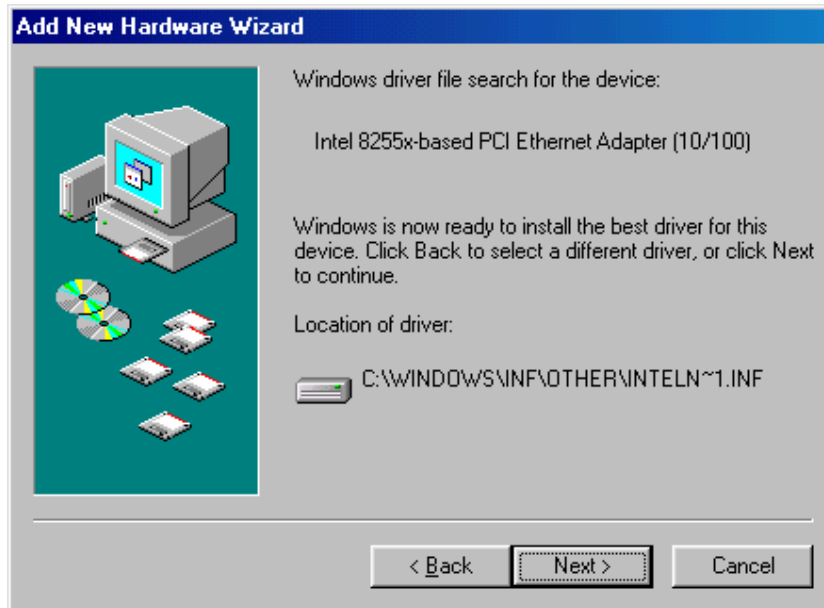 Add New Hardware Wizard
Windows driver file search for the device:
Intel 8255x-based PCI Ethernet Adapter (10/100)
Windows is now ready to install the best driver for this
device. Click Back to select a different driver, or click Next
to continue.
Location of driver:
C:\WINDOWS\INF\OTHER\INTELN~1.INF
< Back
Next >
Cancel